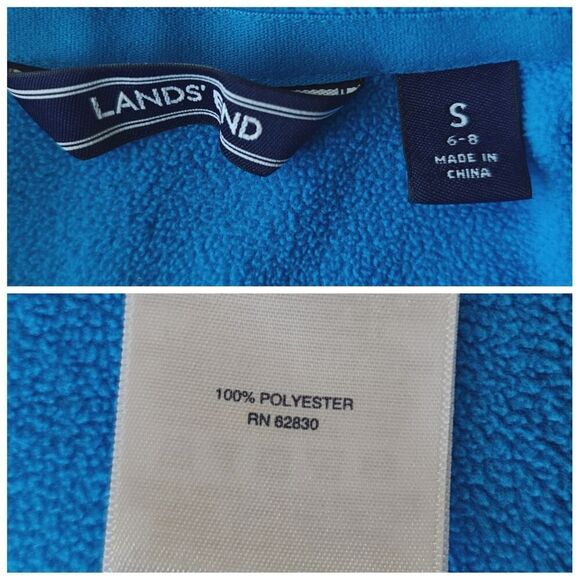 LANDS' END
S
6-8
MADE IN
CHINA
100% POLYESTER
RN 62830